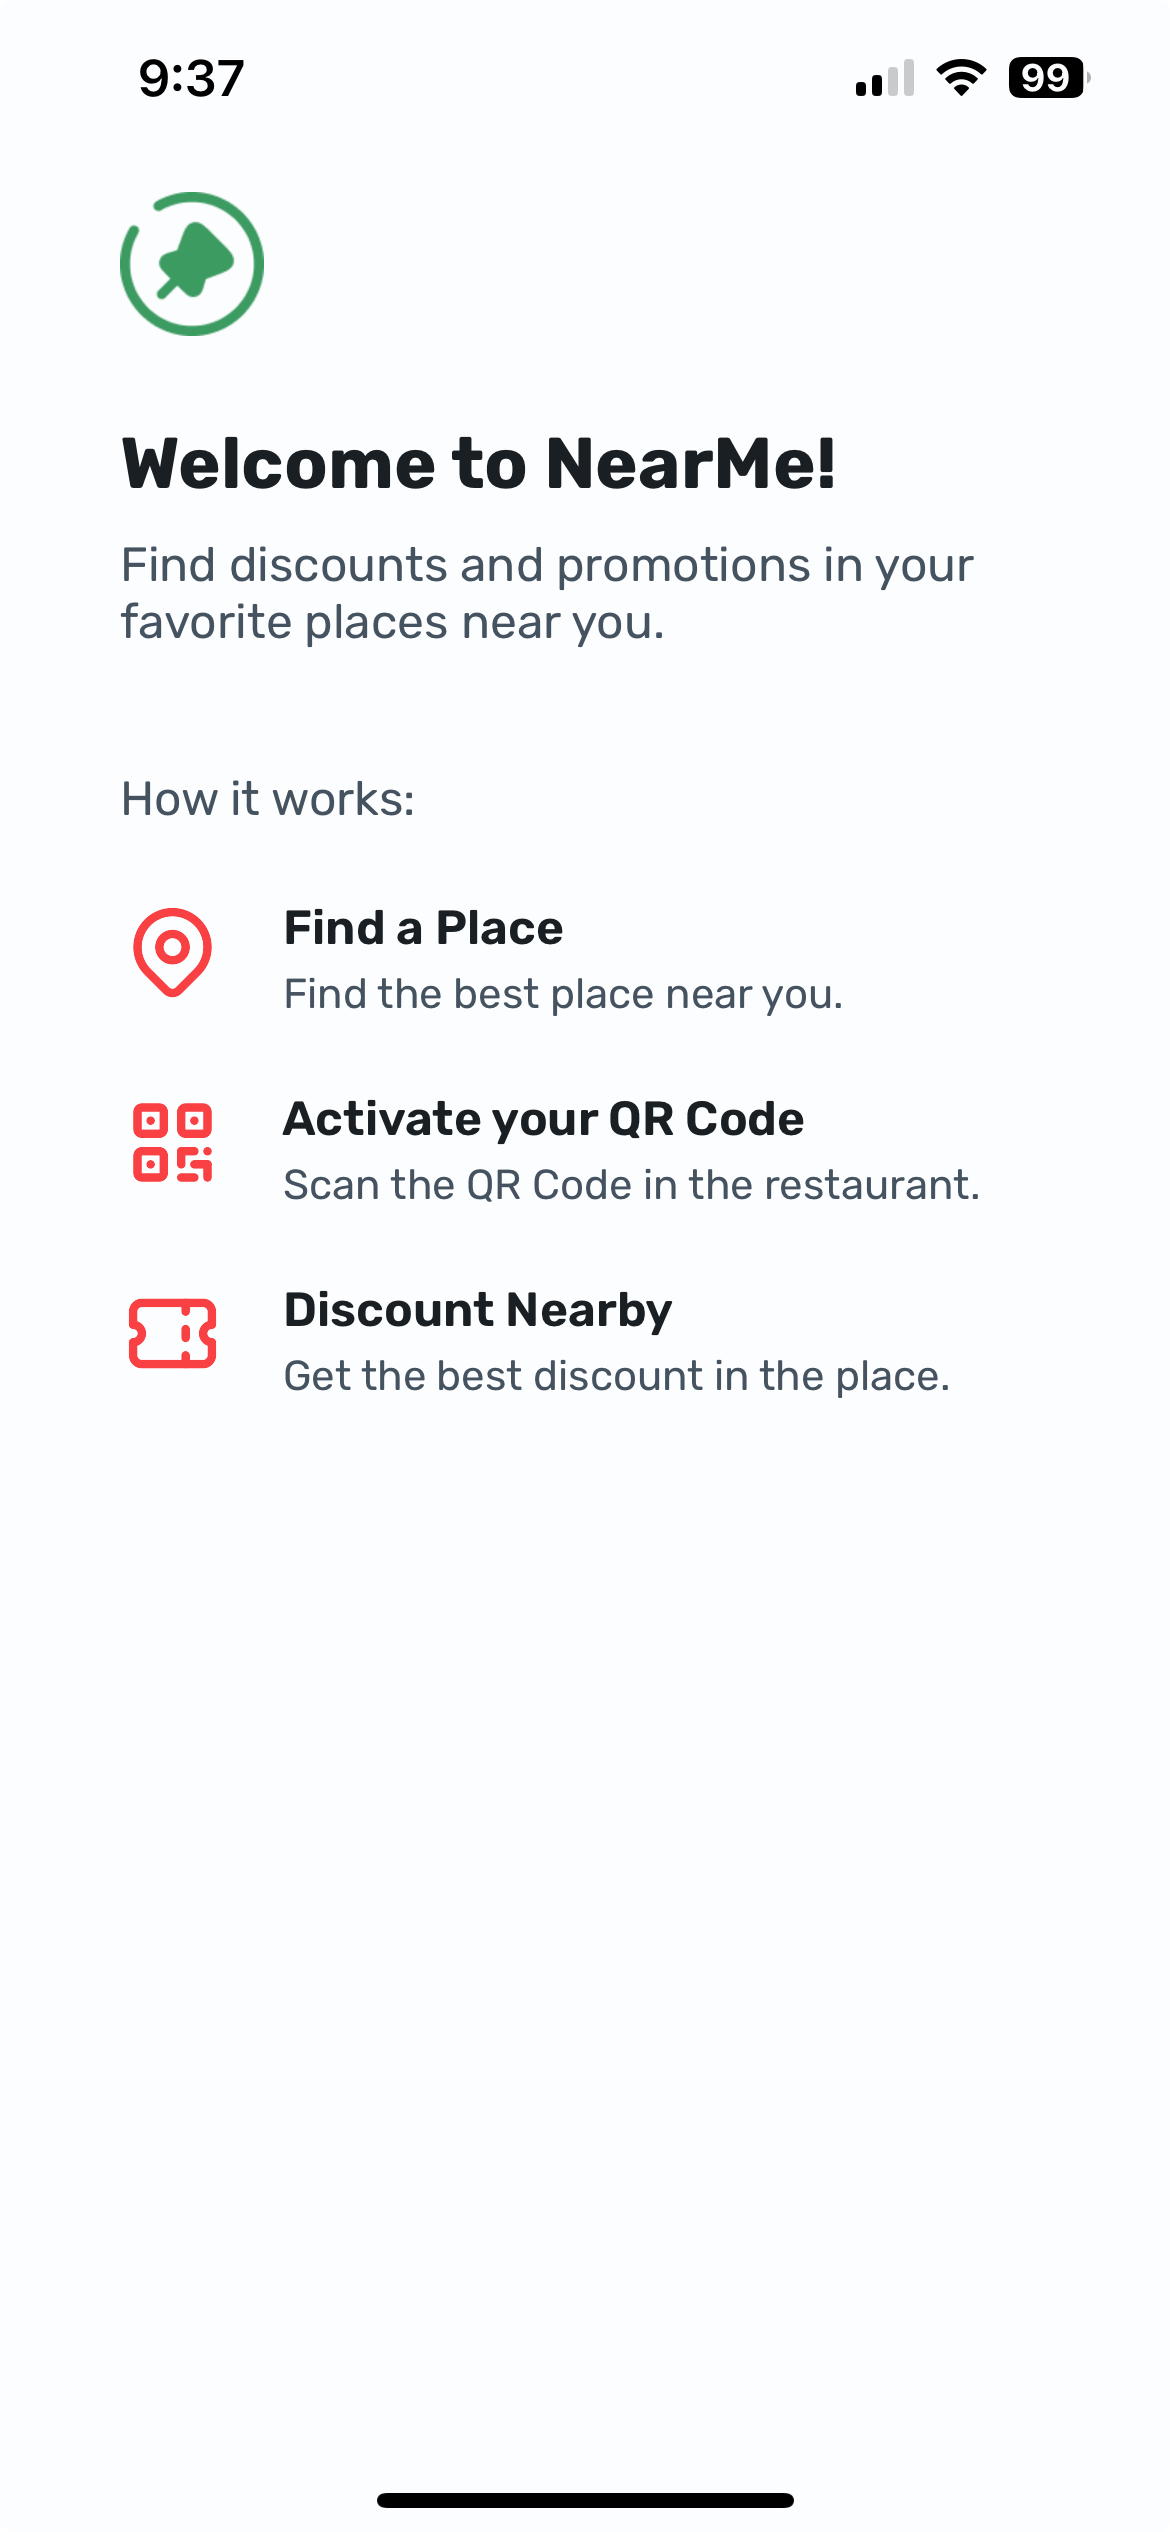 9:37
99
Welcome to NearMe!
Find discounts and promotions in your
favorite places near you.
How it works:
Find a Place
Find the best place near you.
Activate your QR Code
Scan the QR Code in the restaurant.
Discount Nearby
Get the best discount in the place.